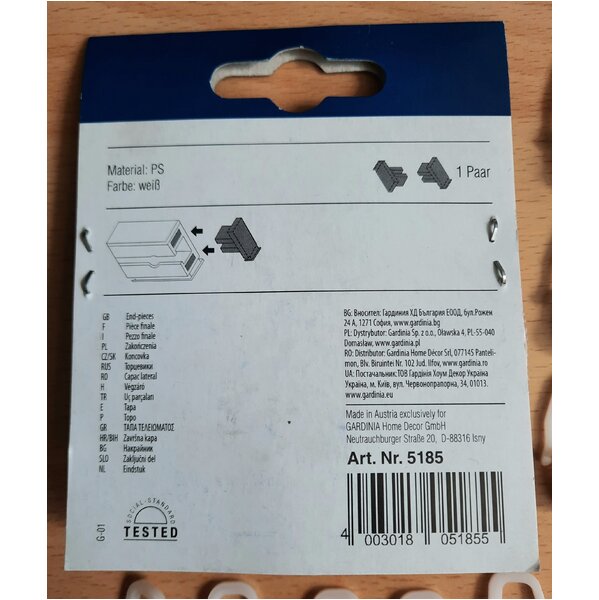 Material: PS
Farbe: weiß
1 Paar
GB End-pieces
F Pièce finale
I Pezzo finale
PL Zakończenia
CZ/SK Koncovka
RUS Торцевики
RO Capac lateral
H Végzáró
TR Uç parçaları
E Tapa
P Topo
GR ΤΑΠΑ ΤΕΛΕΙΩΜΑΤΟΣ
HR/BIH Završna kapa
BG Накрайник
SLO Zaključni del
NL Eindstuk
BG: Вносител: Гардиния ХД България ЕООД, бул.Рожен
24 А, 1271 София, www.gardinia.bg
PL: Dystrybutor: Gardinia Sp. z o.o., Oławska 4, PL-55-040
Domasław, www.gardinia.pl
RO: Distributor: Gardinia Home Décor Srl, 077145 Panteli-
mon, Blv. Biruintei Nr. 102 Jud. Ilfov, www.gardinia.ro
UA: Постачальник ТОВ Гардінія Хоум Декор Україна
Україна, м. Київ, вул. Червонопрапорна, 34, 01013.
www.gardinia.eu
Made in Austria exclusively for
GARDINIA Home Decor GmbH
Neutrauchburger Straße 20, D-88316 Isny
Art. Nr. 5185
4 003018 051855
SOCIAL-STANDARD
TESTED
G-01